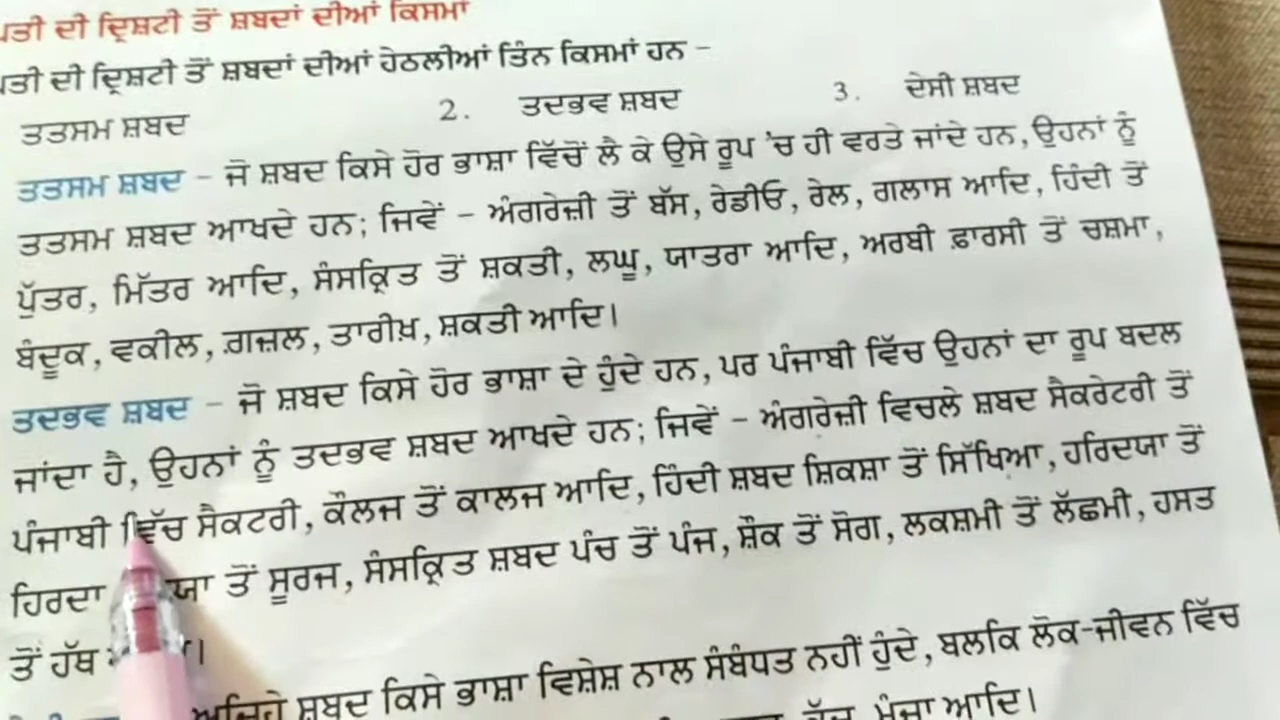 ਦੀ ਦ੍ਰਿਸ਼ਟੀ ਤੋਂ ਸ਼ਬਦਾਂ ਦੀਆਂ ਕਿਸਮਾਂ
ਦੀ ਦ੍ਰਿਸ਼ਟੀ ਤੋਂ ਸ਼ਬਦਾਂ ਦੀਆਂ ਹੇਠਲੀਆਂ ਤਿੰਨ ਕਿਸਮਾਂ ਹਨ –
ਤਤਸਮ ਸ਼ਬਦ 2. ਤਦਭਵ ਸ਼ਬਦ 3. ਦੇਸੀ ਸ਼ਬਦ
ਤਤਸਮ ਸ਼ਬਦ – ਜੋ ਸ਼ਬਦ ਕਿਸੇ ਹੋਰ ਭਾਸ਼ਾ ਵਿੱਚੋਂ ਲੈ ਕੇ ਉਸੇ ਰੂਪ 'ਚ ਹੀ ਵਰਤੇ ਜਾਂਦੇ ਹਨ, ਉਹਨਾਂ ਨੂੰ
ਤਤਸਮ ਸ਼ਬਦ ਆਖਦੇ ਹਨ; ਜਿਵੇਂ – ਅੰਗਰੇਜ਼ੀ ਤੋਂ ਬੱਸ, ਰੇਡੀਓ, ਰੇਲ, ਗਲਾਸ ਆਦਿ, ਹਿੰਦੀ ਤੋਂ
ਪੁੱਤਰ, ਮਿੱਤਰ ਆਦਿ, ਸੰਸਕ੍ਰਿਤ ਤੋਂ ਸ਼ਕਤੀ, ਲਘੂ, ਯਾਤਰਾ ਆਦਿ, ਅਰਬੀ ਫ਼ਾਰਸੀ ਤੋਂ ਚਸ਼ਮਾ,
ਬੰਦੂਕ, ਵਕੀਲ, ਗ਼ਜ਼ਲ, ਤਾਰੀਖ਼, ਸ਼ਕਤੀ ਆਦਿ।
ਤਦਭਵ ਸ਼ਬਦ – ਜੋ ਸ਼ਬਦ ਕਿਸੇ ਹੋਰ ਭਾਸ਼ਾ ਦੇ ਹੁੰਦੇ ਹਨ, ਪਰ ਪੰਜਾਬੀ ਵਿੱਚ ਉਹਨਾਂ ਦਾ ਰੂਪ ਬਦਲ
ਜਾਂਦਾ ਹੈ, ਉਹਨਾਂ ਨੂੰ ਤਦਭਵ ਸ਼ਬਦ ਆਖਦੇ ਹਨ; ਜਿਵੇਂ – ਅੰਗਰੇਜ਼ੀ ਵਿਚਲੇ ਸ਼ਬਦ ਸੈਕਰੇਟਰੀ ਤੋਂ
ਪੰਜਾਬੀ ਵਿੱਚ ਸੈਕਟਰੀ, ਕੌਲਜ ਤੋਂ ਕਾਲਜ ਆਦਿ, ਹਿੰਦੀ ਸ਼ਬਦ ਸ਼ਿਕਸ਼ਾ ਤੋਂ ਸਿੱਖਿਆ, ਹਰਿਦਯਾ ਤੋਂ
ਹਿਰਦਾ ਤੋਂ ਸੂਰਜ, ਸੰਸਕ੍ਰਿਤ ਸ਼ਬਦ ਪੰਚ ਤੋਂ ਪੰਜ, ਸ਼ੌਕ ਤੋਂ ਸੋਗ, ਲਕਸ਼ਮੀ ਤੋਂ ਲੱਛਮੀ, ਹਸਤ
ਤੋਂ ਹੱਥ
ਅਜਿਹੇ ਸ਼ਬਦ ਕਿਸੇ ਭਾਸ਼ਾ ਵਿਸ਼ੇਸ਼ ਨਾਲ ਸੰਬੰਧਤ ਨਹੀਂ ਹੁੰਦੇ, ਬਲਕਿ ਲੋਕ-ਜੀਵਨ ਵਿੱਚ
ਮੰਜਾ ਆਦਿ।